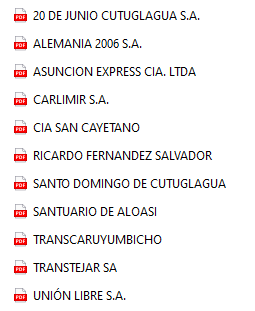 20 DE JUNIO CUTUGLAGUA S.A.
ALEMANIA 2006 S.A.
ASUNCION EXPRESS CIA. LTDA
CARLIMIR S.A.
CIA SAN CAYETANO
RICARDO FERNANDEZ SALVADOR
SANTO DOMINGO DE CUTUGLAGUA
SANTUARIO DE ALOASI
TRANSCARUYUMBICHO
TRANSTEJAR SA
UNIÓN LIBRE S.A.